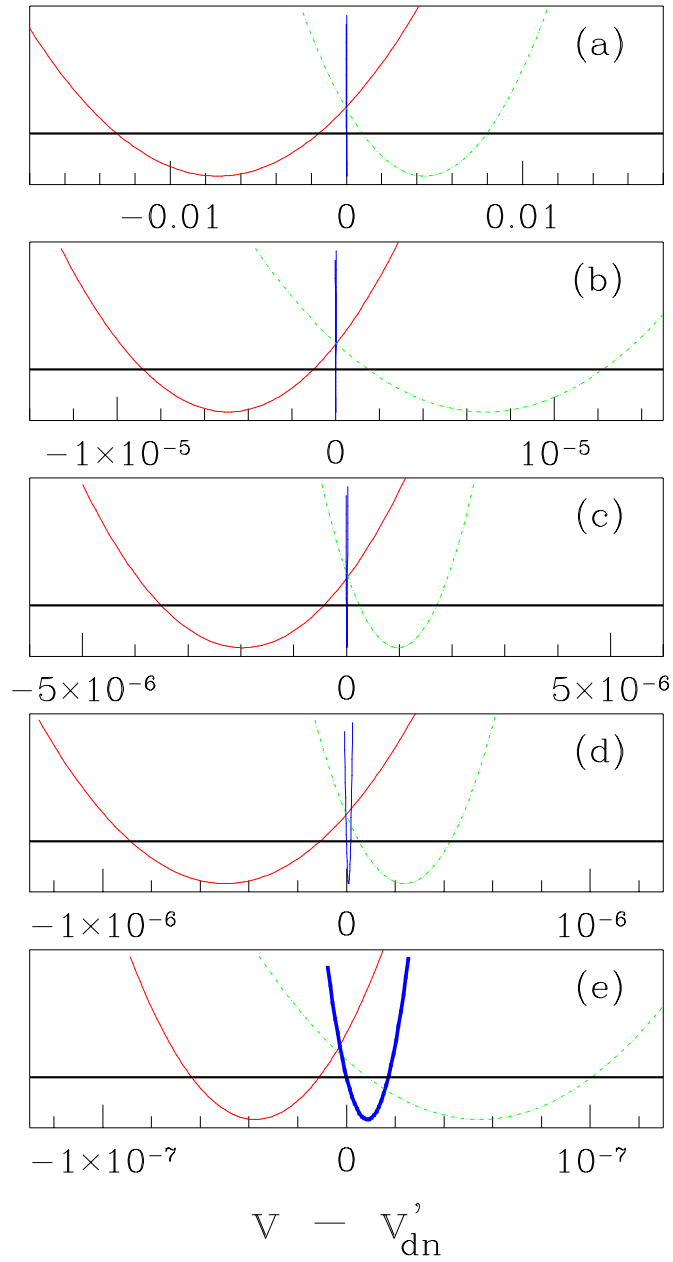 (a)
−0.01 0 0.01
(b)
−1×10⁻⁵ 0 10⁻⁵
(c)
−5×10⁻⁶ 0 5×10⁻⁶
(d)
−1×10⁻⁶ 0 10⁻⁶
(e)
−1×10⁻⁷ 0 10⁻⁷
v − v'dn